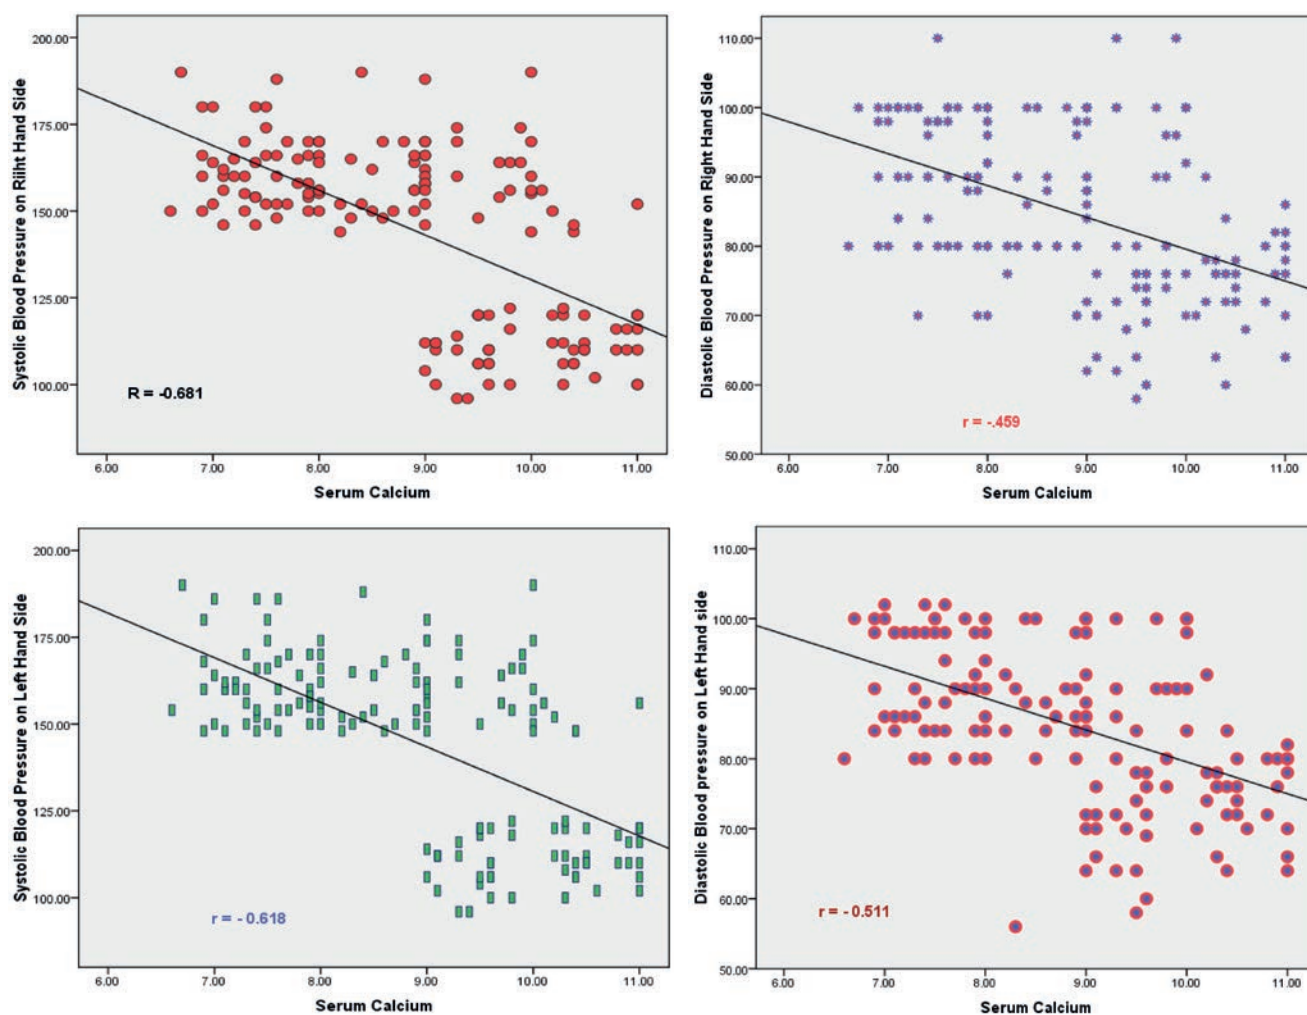 Systolic Blood Pressure on Riiht Hand Side
200.00
175.00
150.00
125.00
100.00
R = -0.681
6.00 7.00 8.00 9.00 10.00 11.00
Serum Calcium
Diastolic Blood Pressure on Right Hand Side
110.00
100.00
90.00
80.00
70.00
60.00
50.00
r = -.459
6.00 7.00 8.00 9.00 10.00 11.00
Serum Calcium
Systolic Blood Pressure on Left Hand Side
200.00
175.00
150.00
125.00
100.00
r = - 0.618
6.00 7.00 8.00 9.00 10.00 11.00
Serum Calcium
Diastolic Blood pressure on Left Hand side
110.00
100.00
90.00
80.00
70.00
60.00
50.00
r = - 0.511
6.00 7.00 8.00 9.00 10.00 11.00
Serum Calcium